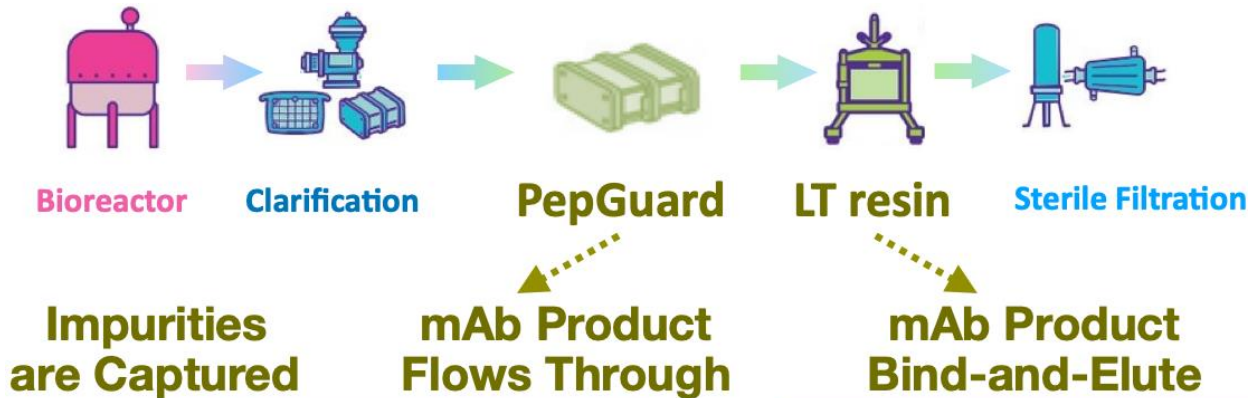 Bioreactor
Clarification
PepGuard
LT resin
Sterile Filtration
Impurities
are Captured
mAb Product
Flows Through
mAb Product
Bind-and-Elute